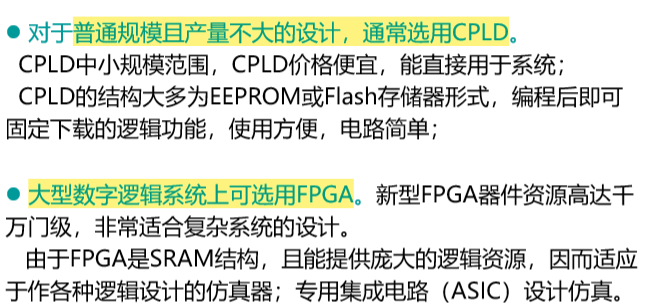 ● 对于普通规模且产量不大的设计，通常选用CPLD。
CPLD中小规模范围，CPLD价格便宜，能直接用于系统；
CPLD的结构大多为EEPROM或Flash存储器形式，编程后即可
固定下载的逻辑功能，使用方便，电路简单；
● 大型数字逻辑系统上可选用FPGA。新型FPGA器件资源高达千
万门级，非常适合复杂系统的设计。
由于FPGA是SRAM结构，且能提供庞大的逻辑资源，因而适应
于作各种逻辑设计的仿真器；专用集成电路（ASIC）设计仿真。